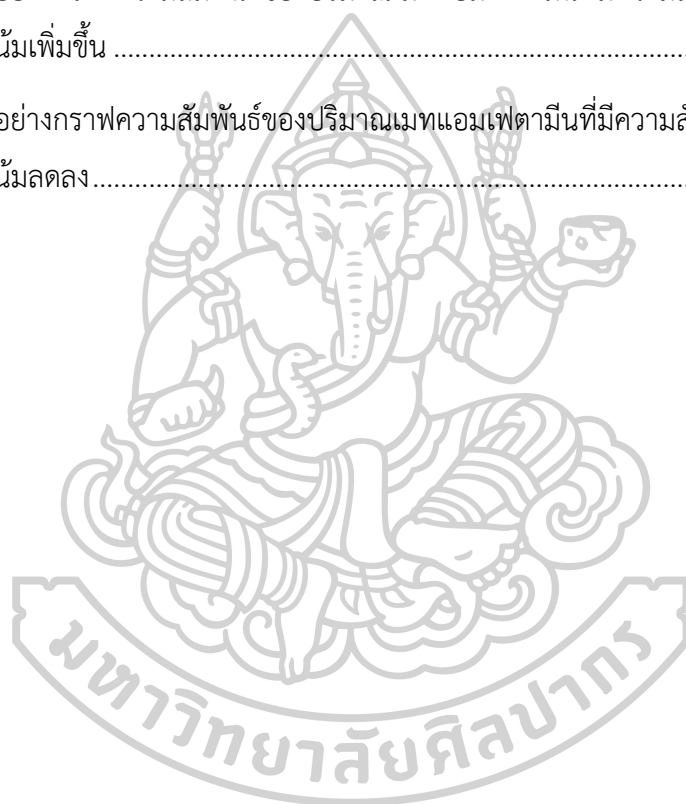 น้มเพิ่มขึ้น ........................................................................
อย่างกราฟความสัมพันธ์ของปริมาณเมทแอมเฟตามีนที่มีความสั
น้มลดลง ........................................................................
มหาวิทยาลัยศิลปากร